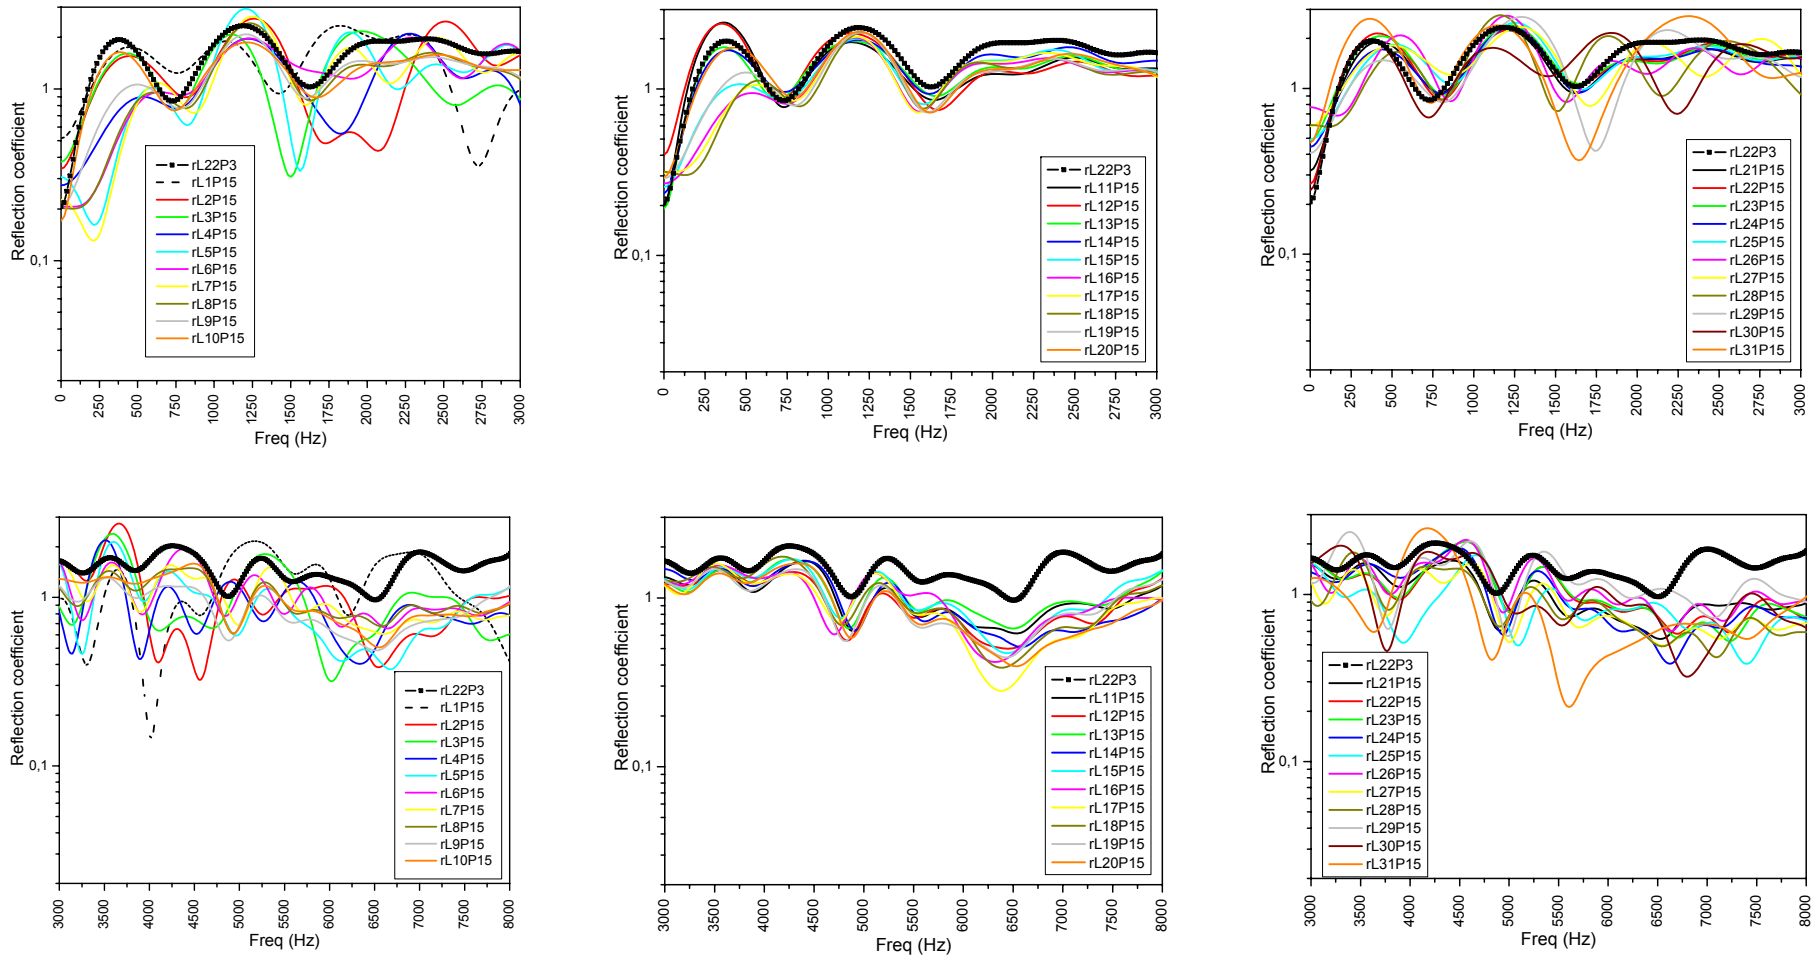 Reflection coefficient
1
0,1
rL22P3
rL1P15
rL2P15
rL3P15
rL4P15
rL5P15
rL6P15
rL7P15
rL8P15
rL9P15
rL10P15
0 250 500 750 1000 1250 1500 1750 2000 2250 2500 2750 3000
Freq (Hz)
Reflection coefficient
1
0,1
rL22P3
rL11P15
rL12P15
rL13P15
rL14P15
rL15P15
rL16P15
rL17P15
rL18P15
rL19P15
rL20P15
0 250 500 750 1000 1250 1500 1750 2000 2250 2500 2750 3000
Freq (Hz)
Reflection coefficient
1
0,1
rL22P3
rL21P15
rL22P15
rL23P15
rL24P15
rL25P15
rL26P15
rL27P15
rL28P15
rL29P15
rL30P15
rL31P15
0 250 500 750 1000 1250 1500 1750 2000 2250 2500 2750 3000
Freq (Hz)
Reflection coefficient
1
0,1
rL22P3
rL1P15
rL2P15
rL3P15
rL4P15
rL5P15
rL6P15
rL7P15
rL8P15
rL9P15
rL10P15
3000 3500 4000 4500 5000 5500 6000 6500 7000 7500 8000
Freq (Hz)
Reflection coefficient
1
0,1
rL22P3
rL11P15
rL12P15
rL13P15
rL14P15
rL15P15
rL16P15
rL17P15
rL18P15
rL19P15
rL20P15
3000 3500 4000 4500 5000 5500 6000 6500 7000 7500 8000
Freq (Hz)
Reflection coefficient
1
0,1
rL22P3
rL21P15
rL22P15
rL23P15
rL24P15
rL25P15
rL26P15
rL27P15
rL28P15
rL29P15
rL30P15
rL31P15
3000 3500 4000 4500 5000 5500 6000 6500 7000 7500 8000
Freq (Hz)